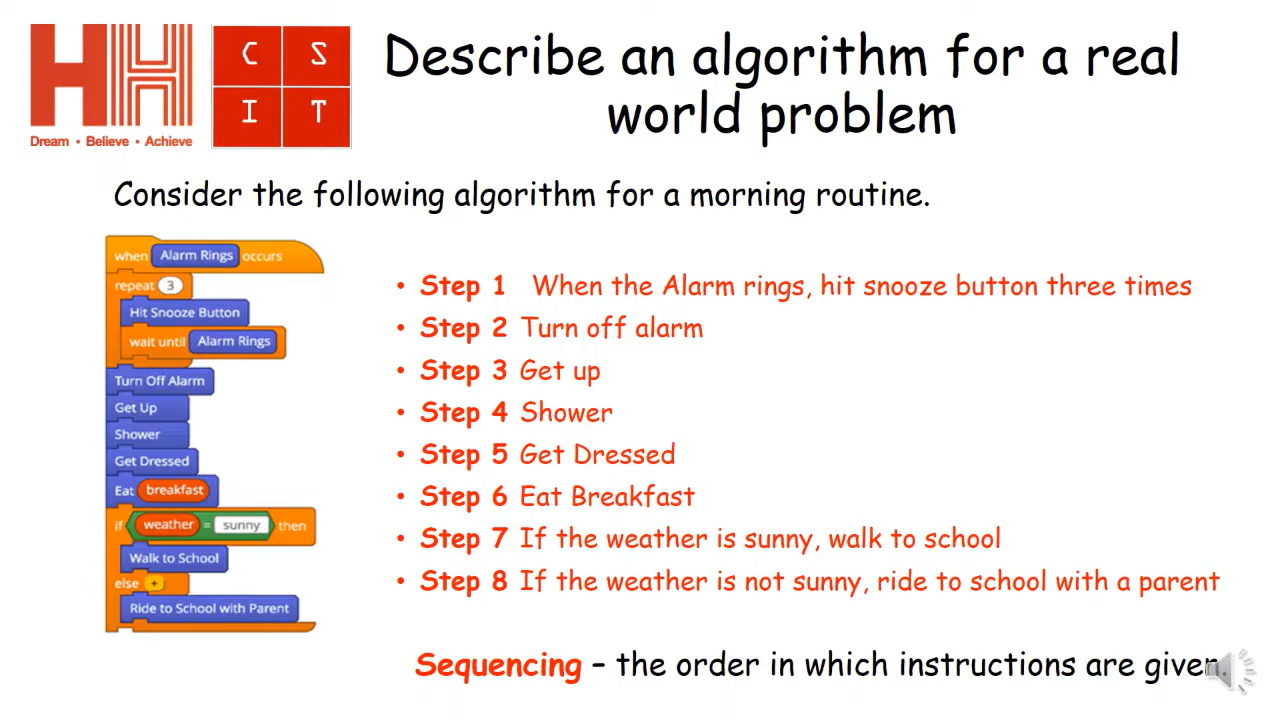 C S
I T
Dream • Believe • Achieve
Describe an algorithm for a real
world problem
Consider the following algorithm for a morning routine.
when Alarm Rings occurs
repeat 3
Hit Snooze Button
wait until Alarm Rings
Turn Off Alarm
Get Up
Shower
Get Dressed
Eat breakfast
if weather = sunny then
Walk to School
else +
Ride to School with Parent
• Step 1 When the Alarm rings, hit snooze button three times
• Step 2 Turn off alarm
• Step 3 Get up
• Step 4 Shower
• Step 5 Get Dressed
• Step 6 Eat Breakfast
• Step 7 If the weather is sunny, walk to school
• Step 8 If the weather is not sunny, ride to school with a parent
Sequencing – the order in which instructions are given